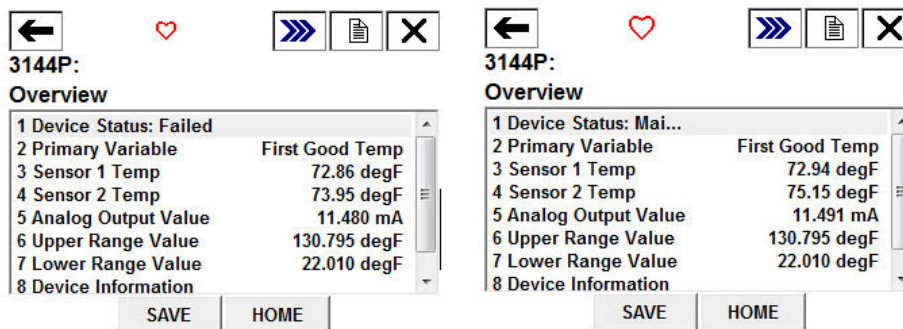 3144P:
Overview
1 Device Status: Failed
2 Primary Variable First Good Temp
3 Sensor 1 Temp 72.86 degF
4 Sensor 2 Temp 73.95 degF
5 Analog Output Value 11.480 mA
6 Upper Range Value 130.795 degF
7 Lower Range Value 22.010 degF
8 Device Information
SAVE HOME
3144P:
Overview
1 Device Status: Mai...
2 Primary Variable First Good Temp
3 Sensor 1 Temp 72.94 degF
4 Sensor 2 Temp 75.15 degF
5 Analog Output Value 11.491 mA
6 Upper Range Value 130.795 degF
7 Lower Range Value 22.010 degF
8 Device Information
SAVE HOME